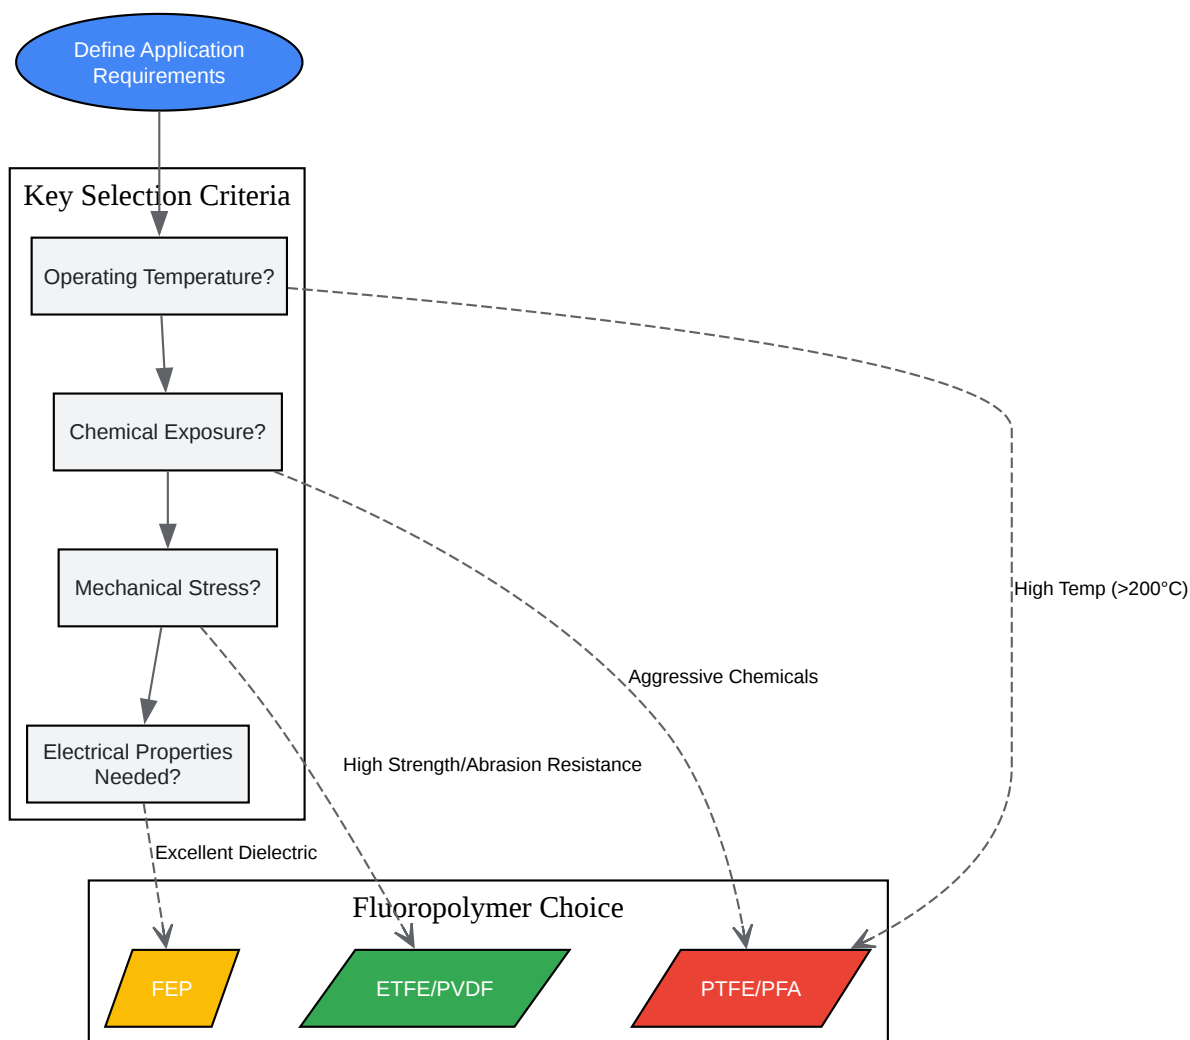 Define Application
Requirements
Key Selection Criteria
Operating Temperature?
Chemical Exposure?
Mechanical Stress?
High Temp (>200°C)
Aggressive Chemicals
Electrical Properties
Needed?
High Strength/Abrasion Resistance
Excellent Dielectric
Fluoropolymer Choice
FEP
ETFE/PVDF
PTFE/PFA